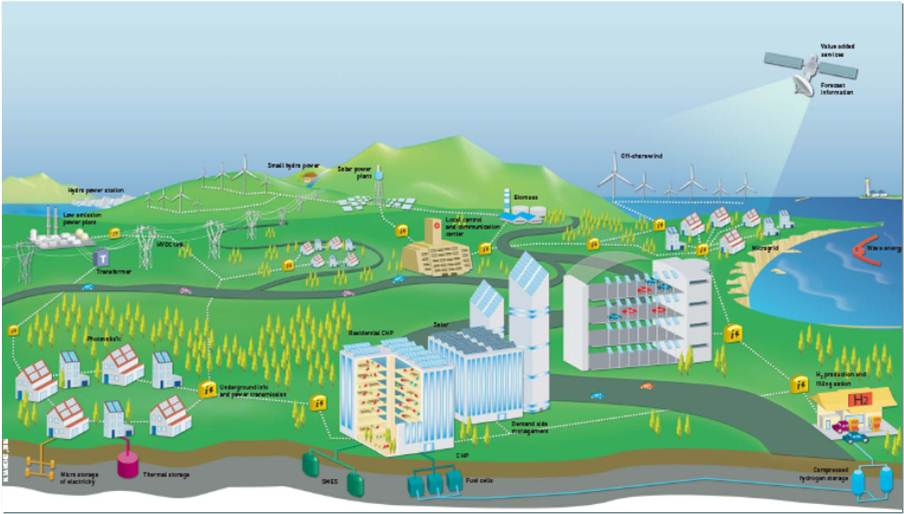 Value added
services
Forecast
information
Off-shore wind
Small hydro power
Solar power
plant
Hydro power station
Biomass
Low emission
power plant
Local control
and communication
center
HVDC link
Microgrid
Wave energy
Transformer
T
Residential CHP
Solar
Photovoltaic
H₂ production and
filling station
H2
Underground info
and power transmission
Demand side
management
CHP
Micro storage
of electricity
Thermal storage
SMES
Fuel cells
Compressed
hydrogen storage